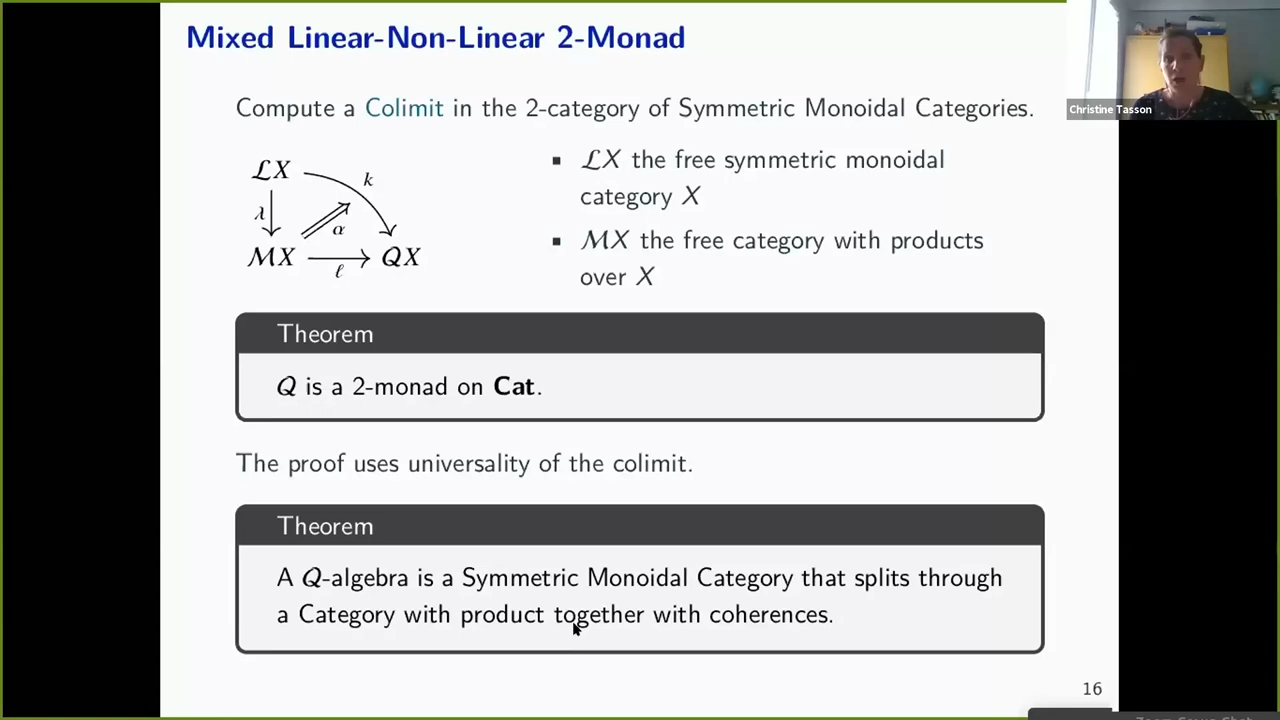 Mixed Linear-Non-Linear 2-Monad
Christine Tasson
Compute a Colimit in the 2-category of Symmetric Monoidal Categories.
ℒX
k
λ
α
ℳX
ℓ
𝒬X
▪ ℒX the free symmetric monoidal
category X
▪ ℳX the free category with products
over X
Theorem
𝒬 is a 2-monad on Cat.
The proof uses universality of the colimit.
Theorem
A 𝒬-algebra is a Symmetric Monoidal Category that splits through
a Category with product together with coherences.
16